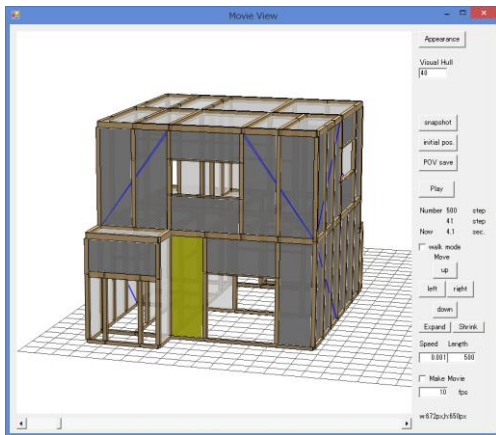 Movie View
Appearance
Visual Hull
40
snapshot
initial pos.
POV save
Play
Number 500 step
41 step
Now 4.1 sec.
walk mode
Move
up
left right
down
Expand Shrink
Speed Length
0.001 500
Make Movie
10 fps
w:672px,h:650px